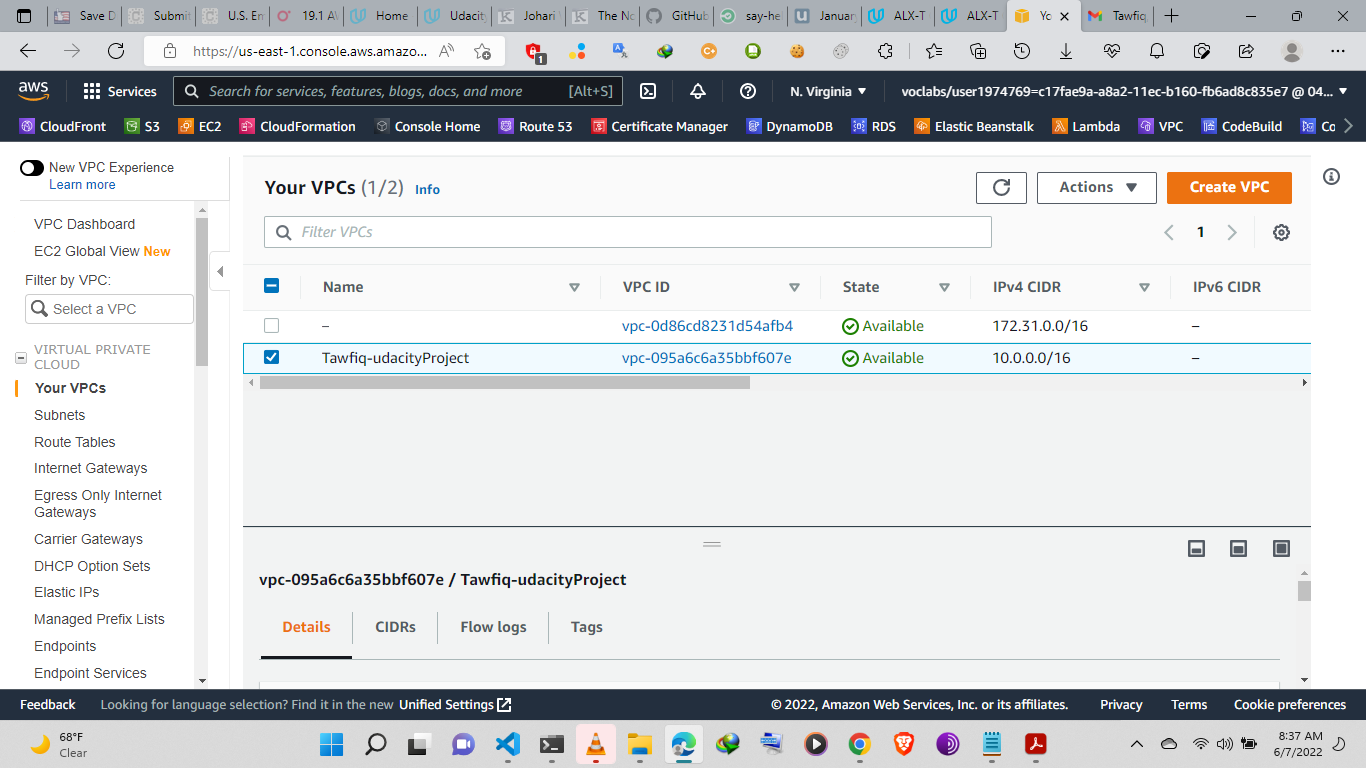 Save D
Submit
U.S. En
19.1 AV
Home
Udacity
Johari
The No
GitHub
say-he
Januar
ALX-T
ALX-T
Yo
Tawfiq
https://us-east-1.console.aws.amazo...
1
aws
Services
Search for services, features, blogs, docs, and more [Alt+S]
N. Virginia
voclabs/user1974769=c17fae9a-a8a2-11ec-b160-fb6ad8c835e7 @ 04...
CloudFront
S3
EC2
CloudFormation
Console Home
Route 53
Certificate Manager
DynamoDB
RDS
Elastic Beanstalk
Lambda
VPC
CodeBuild
Co
New VPC Experience
Learn more
VPC Dashboard
EC2 Global View New
Filter by VPC:
Select a VPC
VIRTUAL PRIVATE
CLOUD
Your VPCs
Subnets
Route Tables
Internet Gateways
Egress Only Internet
Gateways
Carrier Gateways
DHCP Option Sets
Elastic IPs
Managed Prefix Lists
Endpoints
Endpoint Services
Your VPCs (1/2) Info
Actions
Create VPC
Filter VPCs
1
Name VPC ID State IPv4 CIDR IPv6 CIDR
– vpc-0d86cd8231d54afb4 Available 172.31.0.0/16 –
Tawfiq-udacityProject vpc-095a6c6a35bbf607e Available 10.0.0.0/16 –
vpc-095a6c6a35bbf607e / Tawfiq-udacityProject
Details CIDRs Flow logs Tags
Feedback Looking for language selection? Find it in the new Unified Settings © 2022, Amazon Web Services, Inc. or its affiliates. Privacy Terms Cookie preferences
68°F
Clear
8:37 AM
6/7/2022